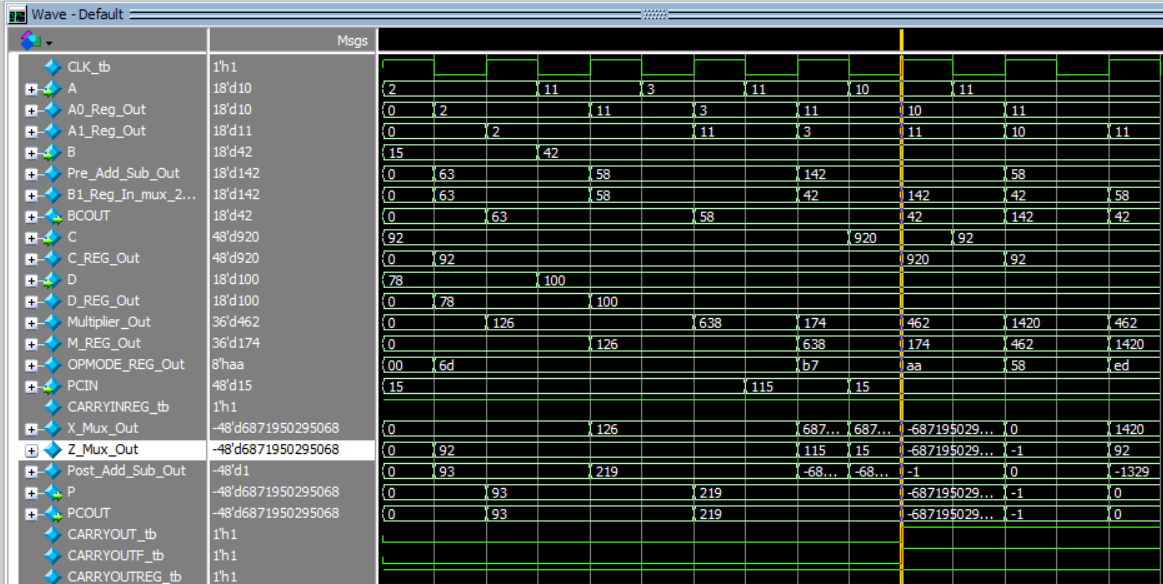 Wave - Default
Msgs
CLK_tb 1'h1
A 18'd10 2 11 3 11 10 11
A0_Reg_Out 18'd10 0 2 11 3 11 10 11
A1_Reg_Out 18'd11 0 2 11 3 11 10 11
B 18'd42 15 42
Pre_Add_Sub_Out 18'd142 0 63 58 142 58
B1_Reg_In_mux_2... 18'd142 0 63 58 42 142 42 58
BCOUT 18'd42 0 63 58 42 142 42
C 48'd920 92 920 92
C_REG_Out 48'd920 0 92 920 92
D 18'd100 78 100
D_REG_Out 18'd100 0 78 100
Multiplier_Out 36'd462 0 126 638 174 462 1420 462
M_REG_Out 36'd174 0 126 638 174 462 1420
OPMODE_REG_Out 8'haa 00 6d b7 aa 58 ed
PCIN 48'd15 15 115 15
CARRYINREG_tb 1'h1
X_Mux_Out -48'd6871950295068 0 126 687... 687... -687195029... 0 1420
Z_Mux_Out -48'd6871950295068 0 92 115 15 -687195029... -1 92
Post_Add_Sub_Out -48'd1 0 93 219 -68... -68... -1 0 -1329
P -48'd6871950295068 0 93 219 -687195029... -1 0
PCOUT -48'd6871950295068 0 93 219 -687195029... -1 0
CARRYOUT_tb 1'h1
CARRYOUTF_tb 1'h1
CARRYOUTREG_tb 1'h1